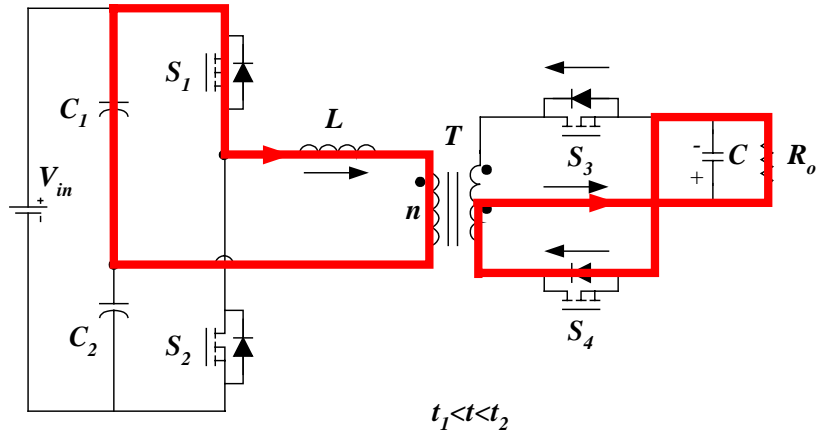 S1
C1
L
T
S3
-
C
+
Ro
Vin
+
-
n
C2
S2
S4
t1<t<t2